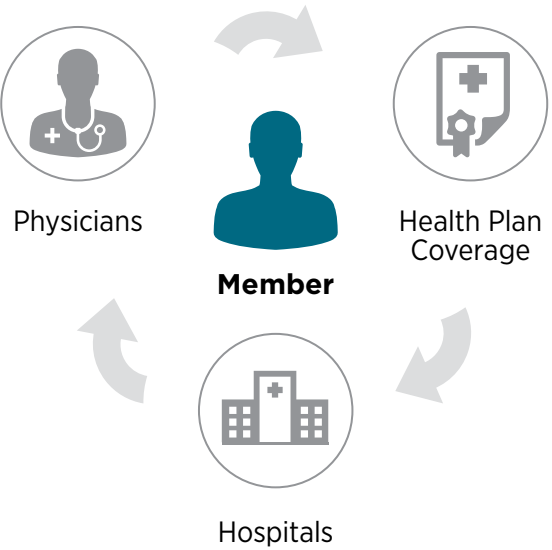 Physicians
Health Plan
Coverage
Member
Hospitals